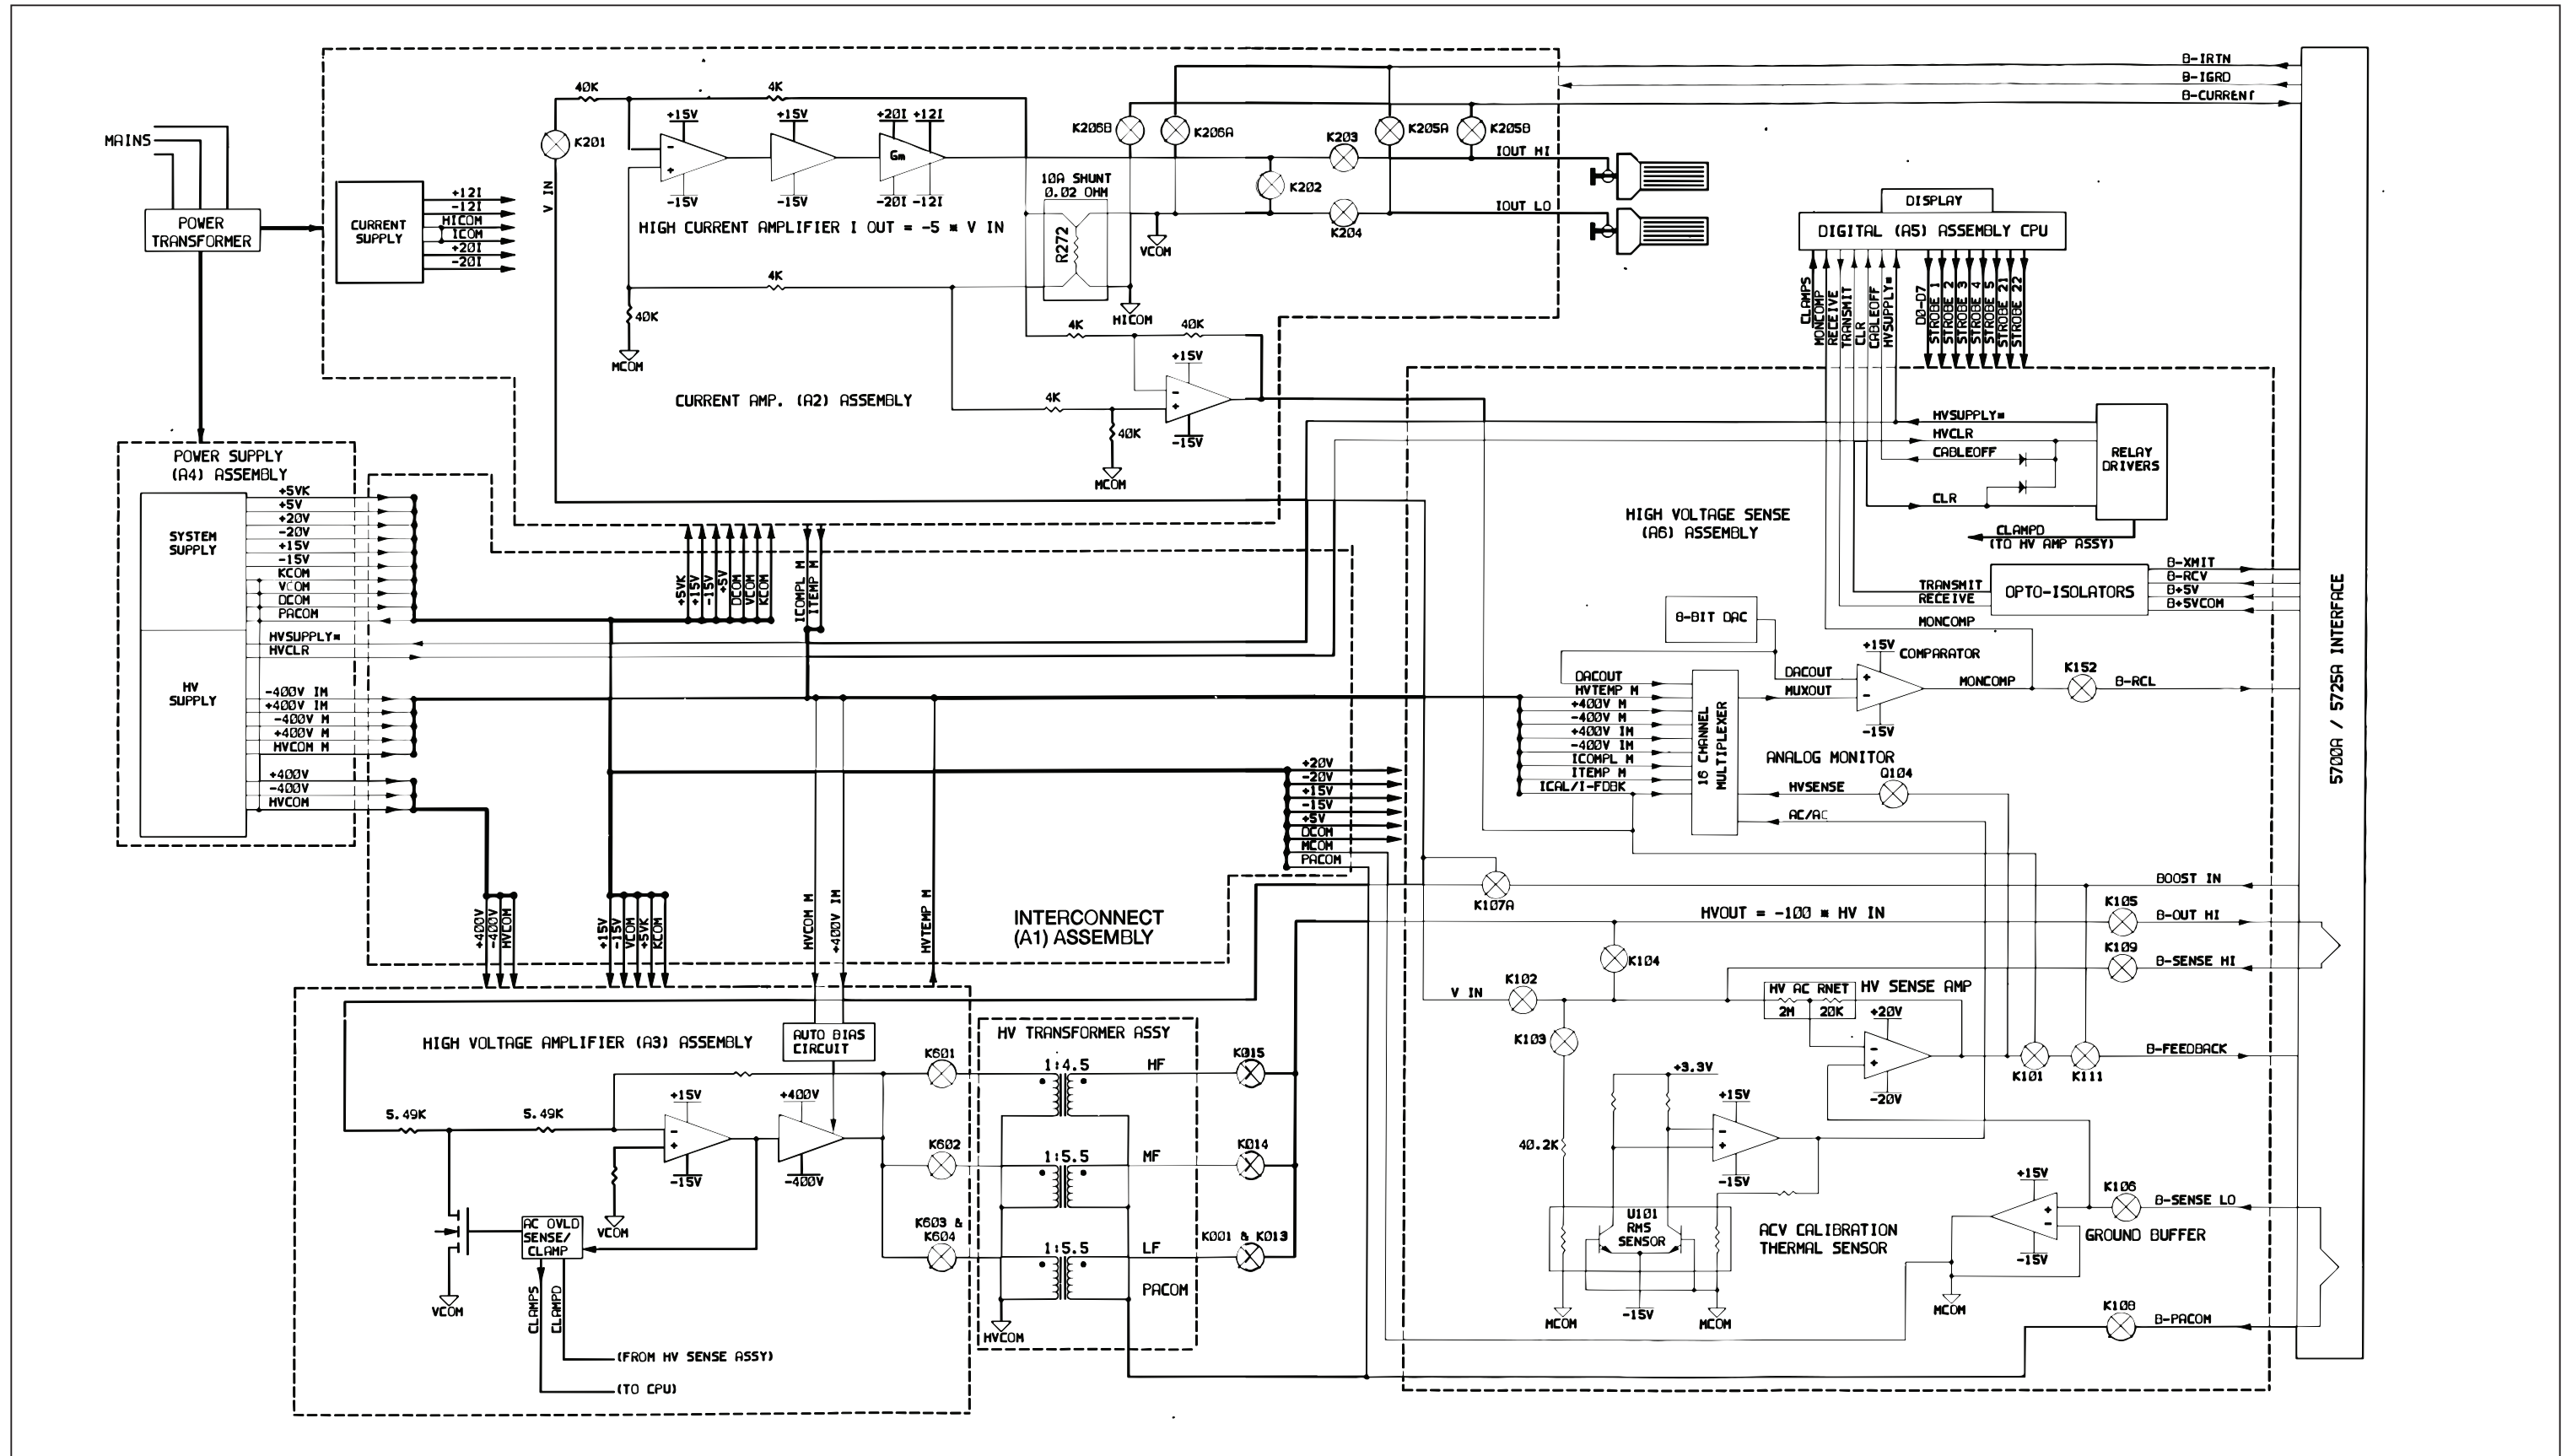 MAINS
POWER
TRANSFORMER
CURRENT
SUPPLY
+12I
-12I
HICOM
ICOM
+20I
-20I
40K
4K
K201
V IN
+15V
-15V
+15V
-15V
+20I +12I
Gm
-20I -12I
HIGH CURRENT AMPLIFIER I OUT = -5 * V IN
4K
40K
MCOM
10A SHUNT
0.02 OHM
R272
HICOM
VCOM
K206B
K206A
K202
K203
K204
K205A
K205B
IOUT HI
IOUT LO
4K
40K
+15V
-15V
4K
40K
MCOM
CURRENT AMP. (A2) ASSEMBLY
B-IRTN
B-IGRD
B-CURRENT
DISPLAY
DIGITAL (A5) ASSEMBLY CPU
CLAMPS
MONCOMP
RECEIVE
TRANSMIT
CLR
CABLEOFF
HVSUPPLY*
D0-D7
STROBE 1
STROBE 2
STROBE 3
STROBE 4
STROBE 5
STROBE 21
STROBE 22
POWER SUPPLY
(A4) ASSEMBLY
SYSTEM
SUPPLY
+5VK
+5V
+20V
-20V
+15V
-15V
KCOM
VCOM
DCOM
PACOM
HVSUPPLY*
HVCLR
HV
SUPPLY
-400V IM
+400V IM
-400V M
+400V M
HVCOM M
+400V
-400V
HVCOM
+5VK
+15V
-15V
+5V
DCOM
VCOM
KCOM
ICOMPL M
ITEMP M
+20V
-20V
+15V
-15V
+5V
DCOM
MCOM
PACOM
+400V
-400V
HVCOM
+15V
-15V
VCOM
+5VK
KCOM
HVCOM M
+400V IM
HVTEMP M
INTERCONNECT
(A1) ASSEMBLY
HVSUPPLY*
HVCLR
CABLEOFF
CLR
RELAY
DRIVERS
CLAMPD
(TO HV AMP ASSY)
HIGH VOLTAGE SENSE
(A6) ASSEMBLY
TRANSMIT
RECEIVE
OPTO-ISOLATORS
B-XMIT
B-RCV
B+5V
B+5VCOM
MONCOMP
8-BIT DAC
DACOUT
HVTEMP M
+400V M
-400V M
+400V IM
-400V IM
ICOMPL M
ITEMP M
ICAL/I-FDBK
16 CHANNEL
MULTIPLEXER
DACOUT
MUXOUT
+15V
COMPARATOR
-15V
MONCOMP
K152
B-RCL
ANALOG MONITOR
Q104
HVSENSE
AC/AC
5700A / 5725A INTERFACE
K107A
BOOST IN
HVOUT = -100 * HV IN
K105
B-OUT HI
K104
K109
B-SENSE HI
V IN
K102
HV AC RNET
2M
20K
HV SENSE AMP
+20V
-20V
K103
K101
K111
B-FEEDBACK
+3.3V
+15V
-15V
40.2K
U101
RMS
SENSOR
MCOM
-15V
MCOM
ACV CALIBRATION
THERMAL SENSOR
+15V
-15V
MCOM
K106
B-SENSE LO
GROUND BUFFER
K108
B-PACOM
HIGH VOLTAGE AMPLIFIER (A3) ASSEMBLY
AUTO BIAS
CIRCUIT
5.49K
5.49K
+15V
-15V
+400V
-400V
VCOM
VCOM
AC OVLD
SENSE/
CLAMP
CLAMPS
CLAMPD
(FROM HV SENSE ASSY)
(TO CPU)
K601
K602
K603 &
K604
HV TRANSFORMER ASSY
1:4.5
HF
1:5.5
MF
1:5.5
LF
PACOM
HVCOM
K015
K014
K001 & K013